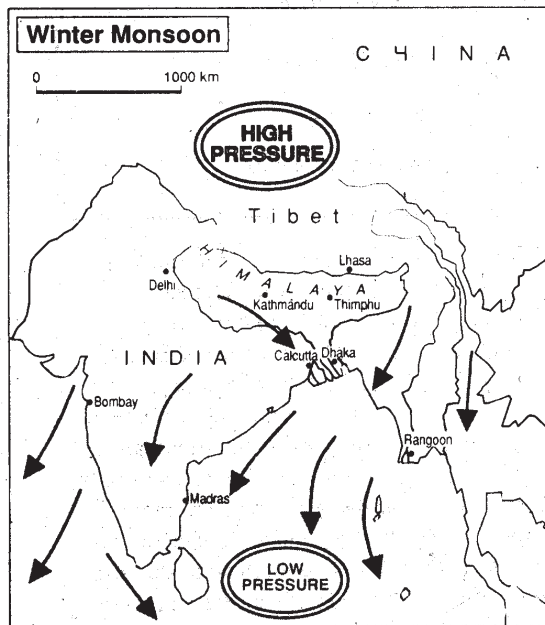 Winter Monsoon
CHINA
0 1000 km
HIGH
PRESSURE
Tibet
HIMALAYA
Lhasa
Delhi
Kathmándu
Thimphu
INDIA
Calcutta
Dhaka
Bombay
Rangoon
Madras
LOW
PRESSURE